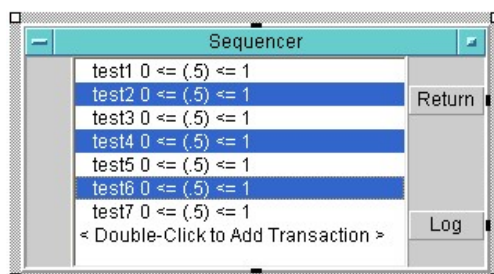 Sequencer
test1 0 <= (.5) <= 1
test2 0 <= (.5) <= 1
Return
test3 0 <= (.5) <= 1
test4 0 <= (.5) <= 1
test5 0 <= (.5) <= 1
test6 0 <= (.5) <= 1
test7 0 <= (.5) <= 1
Log
< Double-Click to Add Transaction >